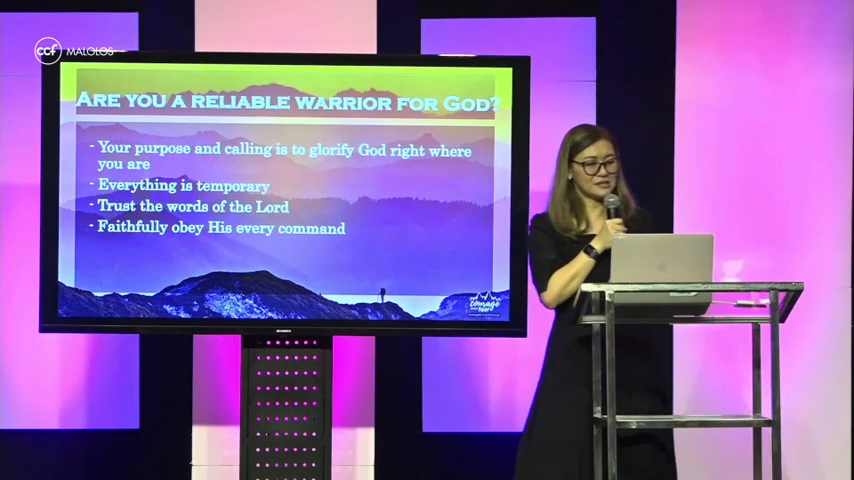 ccf MALOLOS
ARE YOU A RELIABLE WARRIOR FOR GOD?
- Your purpose and calling is to glorify God right where
you are
- Everything is temporary
- Trust the words of the Lord
- Faithfully obey His every command
courage